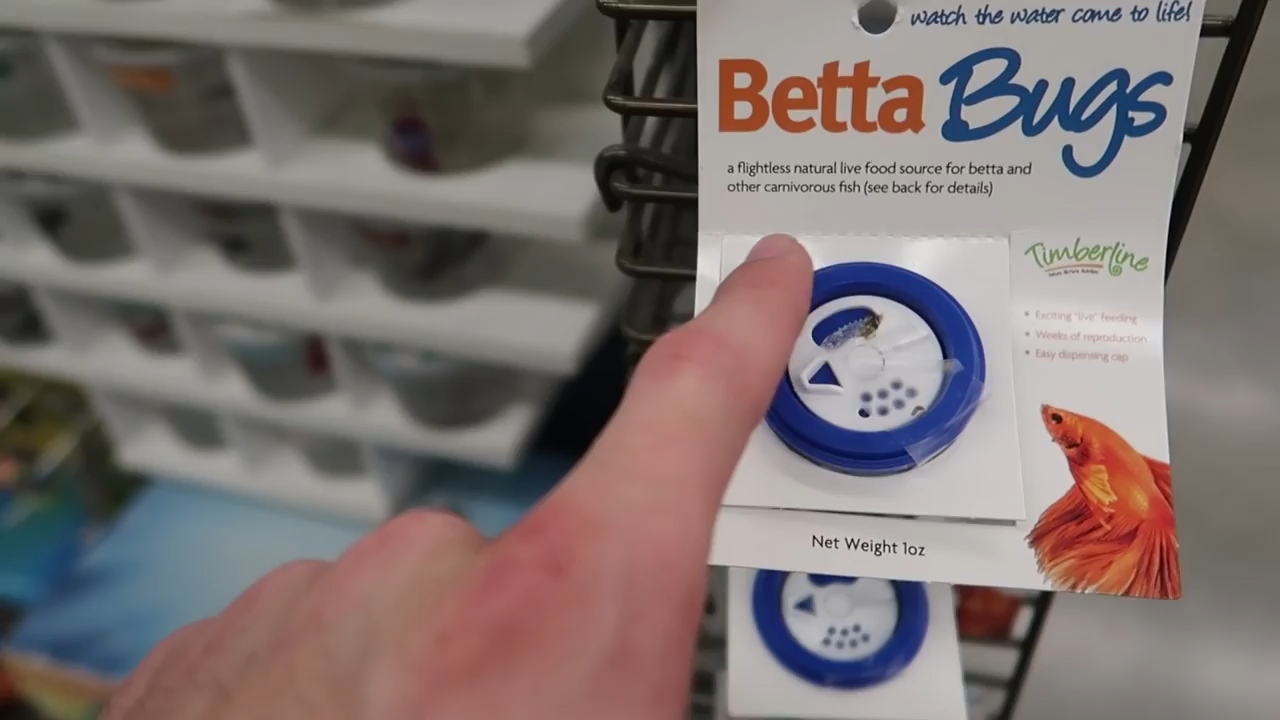 watch the water come to life!
Betta Bugs
a flightless natural live food source for betta and
other carnivorous fish (see back for details)
Timberline
• Exciting "live" feeding
• Weeks of reproduction
• Easy dispensing cap
Net Weight 1oz